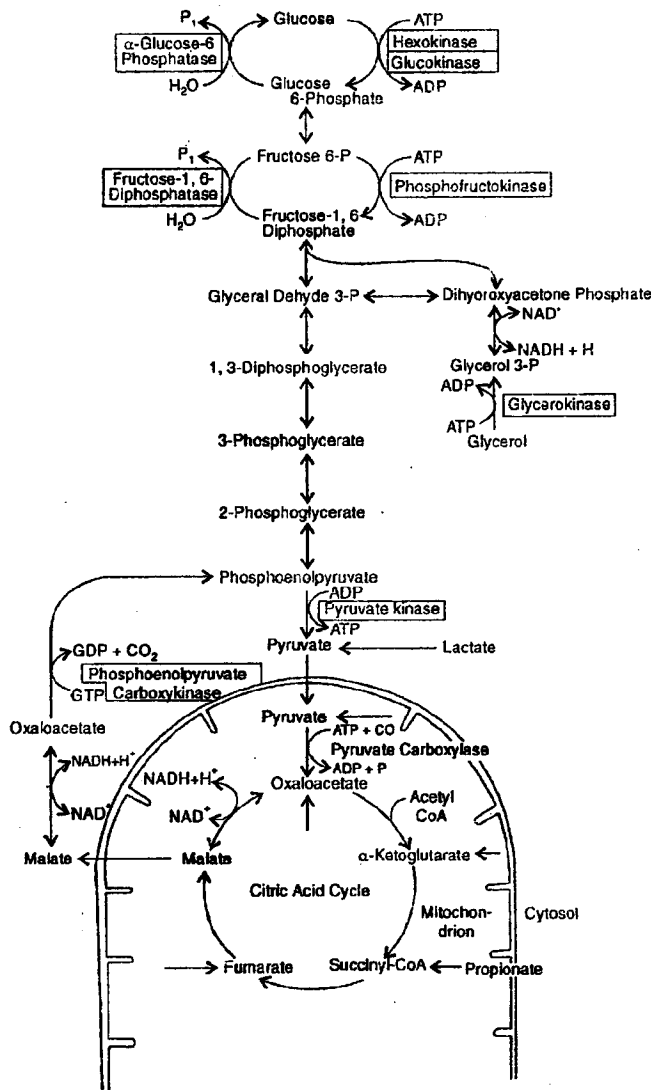 P₁
Glucose
ATP
α-Glucose-6
Phosphatase
Hexokinase
Glucokinase
H₂O
Glucose
6-Phosphate
ADP
P₁
Fructose 6-P
ATP
Fructose-1, 6-
Diphosphatase
Phosphofructokinase
H₂O
Fructose-1, 6
Diphosphate
ADP
Glyceral Dehyde 3-P
Dihyoroxyacetone Phosphate
NAD⁺
NADH + H
1, 3-Diphosphoglycerate
Glycerol 3-P
ADP
Glycerokinase
ATP
Glycerol
3-Phosphoglycerate
2-Phosphoglycerate
Phosphoenolpyruvate
ADP
Pyruvate kinase
ATP
Pyruvate
Lactate
GDP + CO₂
Phosphoenolpyruvate
Carboxykinase
GTP
Oxaloacetate
Pyruvate
ATP + CO
Pyruvate Carboxylase
ADP + P
NADH+H⁺
NADH+H⁺
Oxaloacetate
NAD⁺
NAD⁺
Acetyl
CoA
Malate
Malate
α-Ketoglutarate
Citric Acid Cycle
Mitochon-
drion
Cytosol
Fumarate
Succinyl-CoA
Propionate